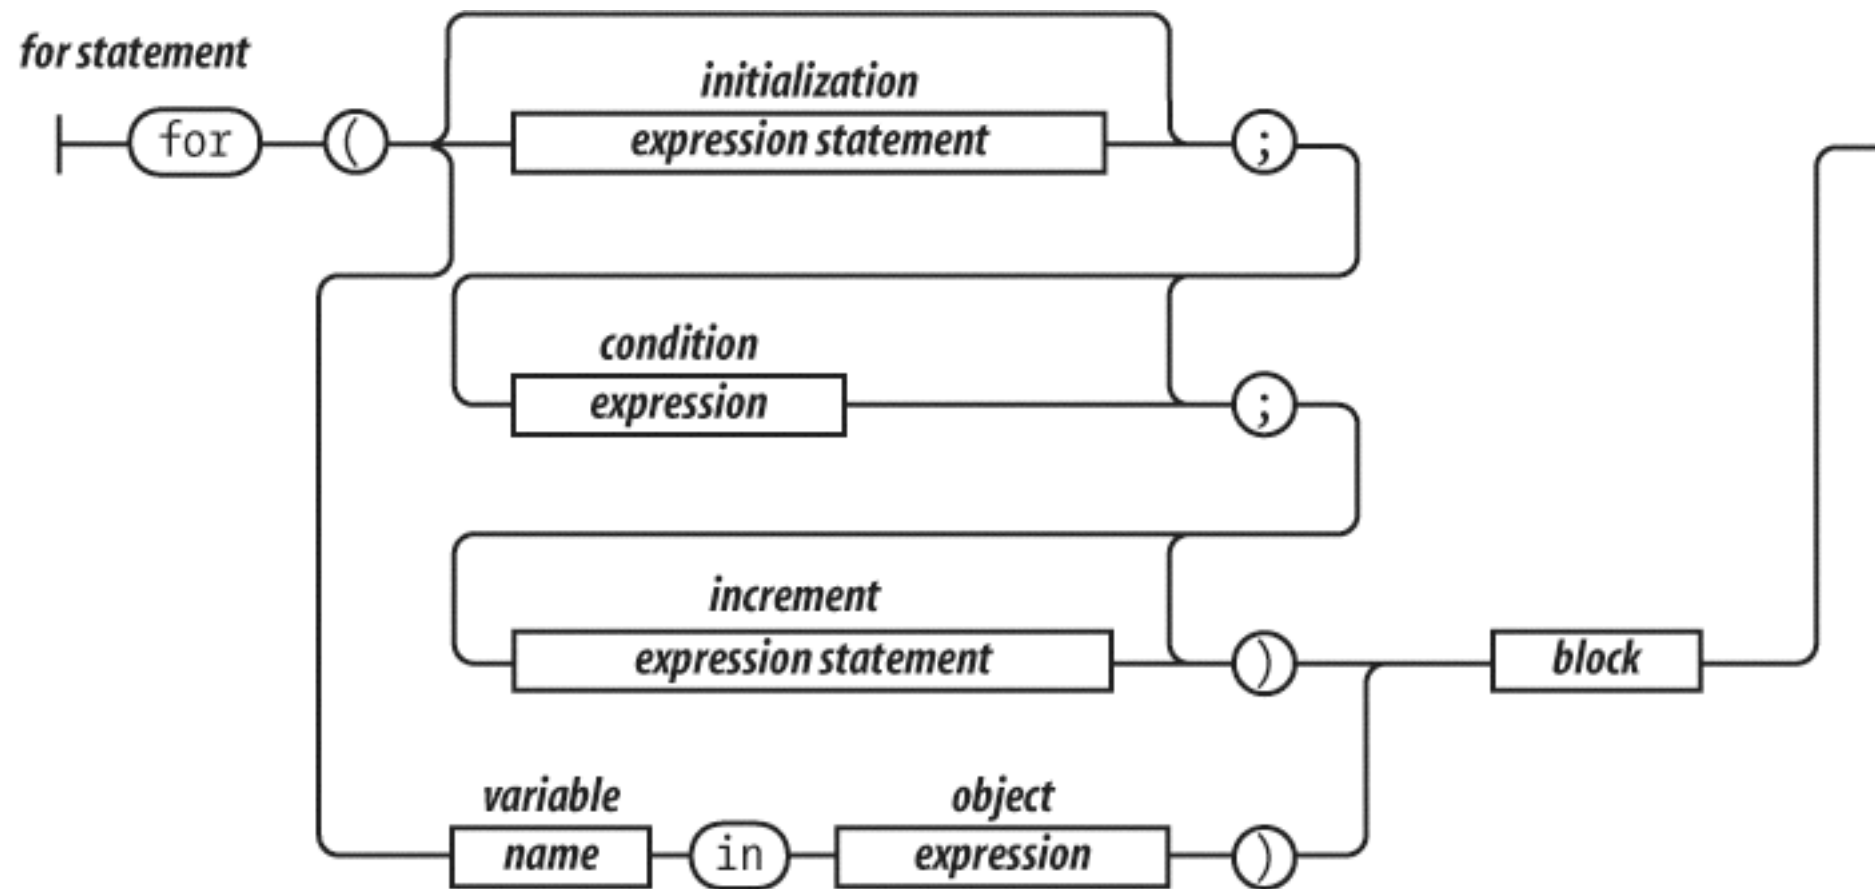 for statement
for ( initialization
expression statement ;
condition
expression ;
increment
expression statement ) block
variable object
name in expression )